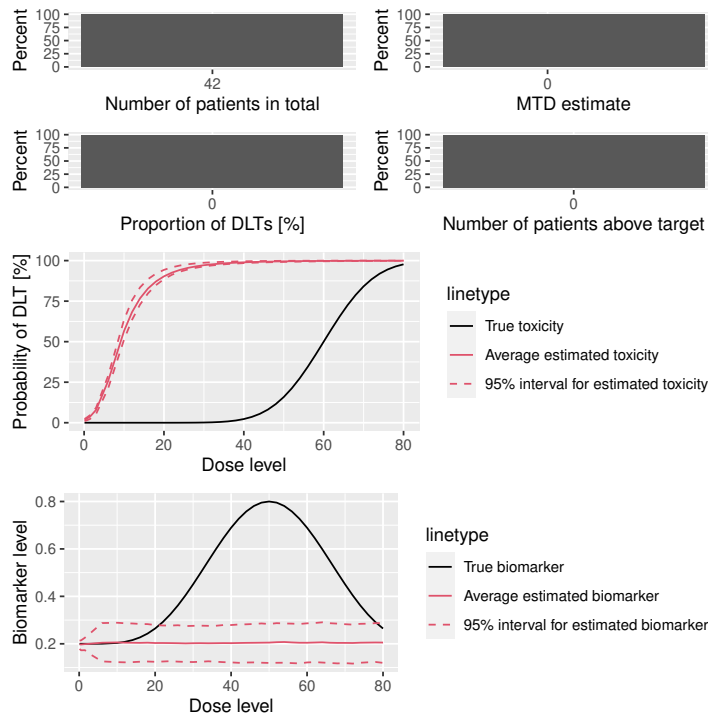 Percent
100
75
50
25
0
42
Number of patients in total
Percent
100
75
50
25
0
0
MTD estimate
Percent
100
75
50
25
0
0
Proportion of DLTs [%]
Percent
100
75
50
25
0
0
Number of patients above target
Probability of DLT [%]
100
75
50
25
0
0 20 40 60 80
Dose level
linetype
True toxicity
Average estimated toxicity
95% interval for estimated toxicity
Biomarker level
0.8
0.6
0.4
0.2
0 20 40 60 80
Dose level
linetype
True biomarker
Average estimated biomarker
95% interval for estimated biomarker